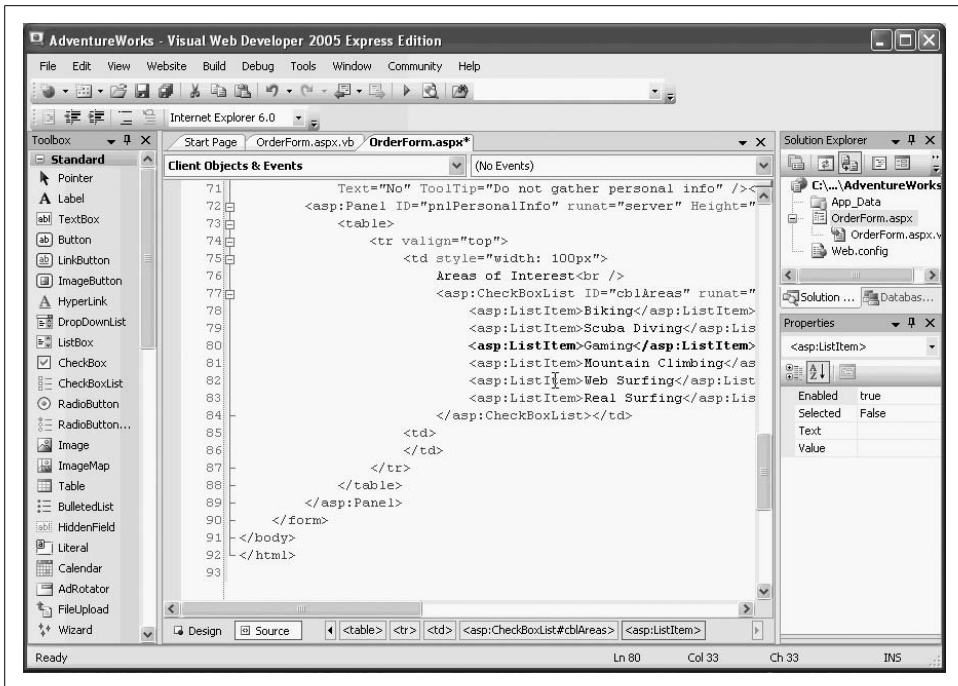 AdventureWorks - Visual Web Developer 2005 Express Edition
File Edit View Website Build Debug Tools Window Community Help
Internet Explorer 6.0
Toolbox
Standard
Pointer
A Label
abl TextBox
ab Button
ab LinkButton
ImageButton
A HyperLink
DropDownList
ListBox
CheckBox
CheckBoxList
RadioButton
RadioButton...
Image
ImageMap
Table
BulletedList
abl HiddenField
Literal
Calendar
AdRotator
FileUpload
Wizard
Start Page OrderForm.aspx.vb OrderForm.aspx*
Client Objects & Events (No Events)
71 Text="No" ToolTip="Do not gather personal info" /><
72 <asp:Panel ID="pnlPersonalInfo" runat="server" Height="
73 <table>
74 <tr valign="top">
75 <td style="width: 100px">
76 Areas of Interest<br />
77 <asp:CheckBoxList ID="cblAreas" runat="
78 <asp:ListItem>Biking</asp:ListItem>
79 <asp:ListItem>Scuba Diving</asp:Lis
80 <asp:ListItem>Gaming</asp:ListItem>
81 <asp:ListItem>Mountain Climbing</as
82 <asp:ListItem>Web Surfing</asp:List
83 <asp:ListItem>Real Surfing</asp:Lis
84 </asp:CheckBoxList></td>
85 <td>
86 </td>
87 </tr>
88 </table>
89 </asp:Panel>
90 </form>
91 </body>
92 </html>
93
Design Source <table> <tr> <td> <asp:CheckBoxList#cblAreas> <asp:ListItem>
Solution Explorer
C:\...\AdventureWorks
App_Data
OrderForm.aspx
OrderForm.aspx.v
Web.config
Solution ... Databas...
Properties
<asp:ListItem>
Enabled true
Selected False
Text
Value
Ready Ln 80 Col 33 Ch 33 INS